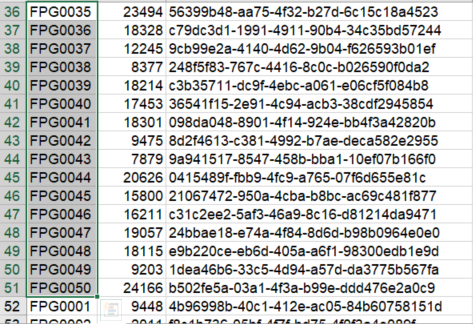 36 FPG0035 23494 56399b48-aa75-4f32-b27d-6c15c18a4523
37 FPG0036 18328 c79dc3d1-1991-4911-90b4-34c35bd57244
38 FPG0037 12245 9cb99e2a-4140-4d62-9b04-f626593b01ef
39 FPG0038 8377 248f5f83-767c-4416-8c0c-b026590f0da2
40 FPG0039 18214 c3b35711-dc9f-4ebc-a061-e06cf5f084b8
41 FPG0040 17453 36541f15-2e91-4c94-acb3-38cdf2945854
42 FPG0041 18301 098da048-8901-4f14-924e-bb4f3a42820b
43 FPG0042 9475 8d2f4613-c381-4992-b7ae-deca582e2955
44 FPG0043 7879 9a941517-8547-458b-bba1-10ef07b166f0
45 FPG0044 20626 0415489f-fbb9-4fc9-a765-07f6d655e81c
46 FPG0045 15800 21067472-950a-4cba-b8bc-ac69c481f877
47 FPG0046 16211 c31c2ee2-5af3-46a9-8c16-d81214da9471
48 FPG0047 19057 24bbae18-e74a-4f84-8d6d-b98b0964e0e0
49 FPG0048 18115 e9b220ce-eb6d-405a-a6f1-98300edb1e9d
50 FPG0049 9203 1dea46b6-33c5-4d94-a57d-da3775b567fa
51 FPG0050 24166 b502fe5a-03a1-4f3a-b99e-ddd476e2a0c9
52 FPG0001 9448 4b96998b-40c1-412e-ac05-84b60758151d